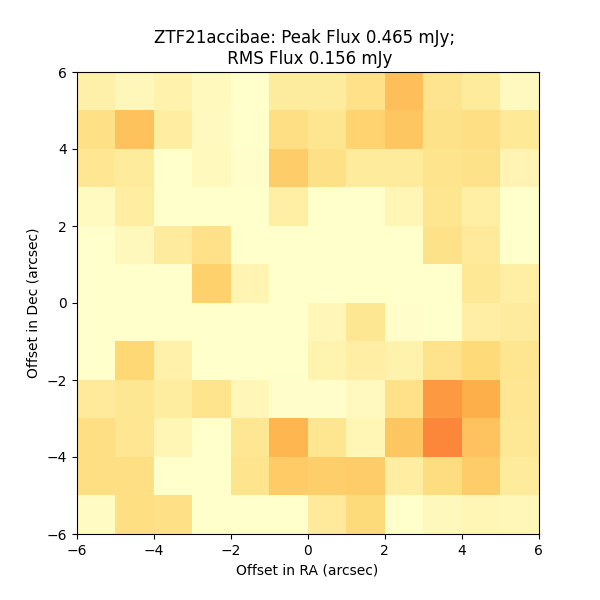 ZTF21accibae: Peak Flux 0.465 mJy;
RMS Flux 0.156 mJy
6
4
2
0
−2
−4
−6
Offset in Dec (arcsec)
−6 −4 −2 0 2 4 6
Offset in RA (arcsec)